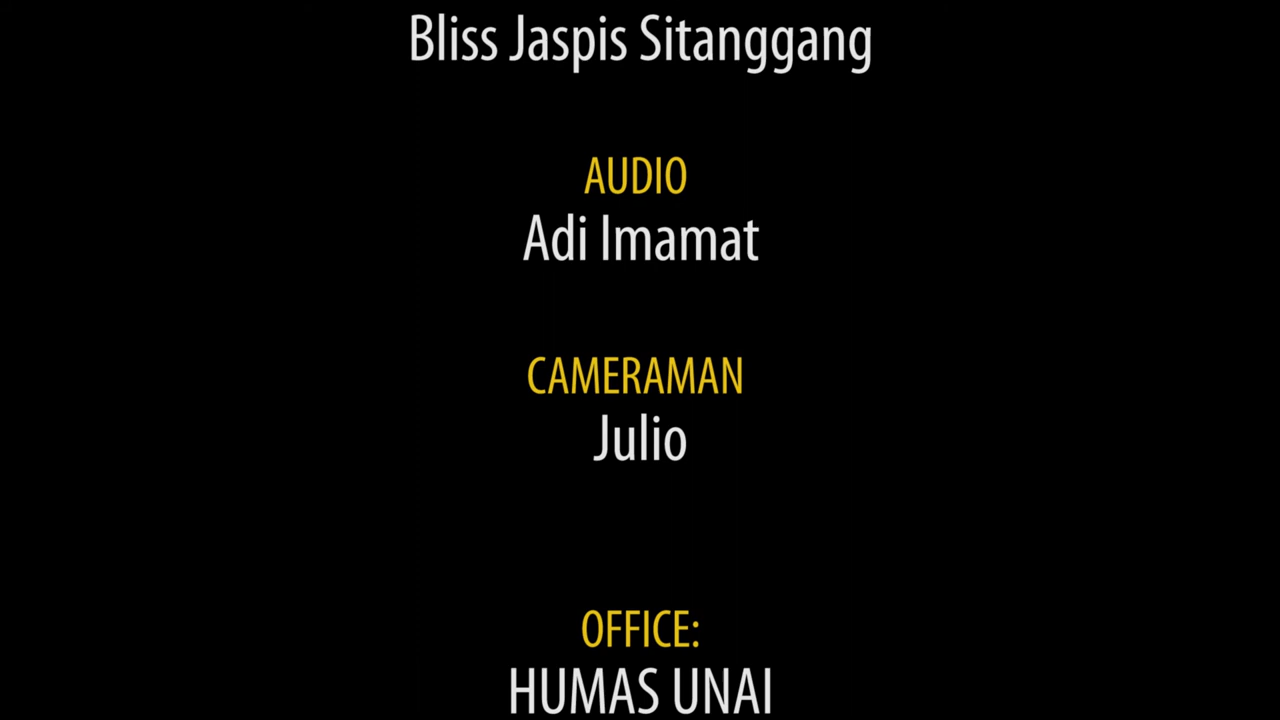 Bliss Jaspis Sitanggang
AUDIO
Adi Imamat
CAMERAMAN
Julio
OFFICE:
HUMAS UNAI